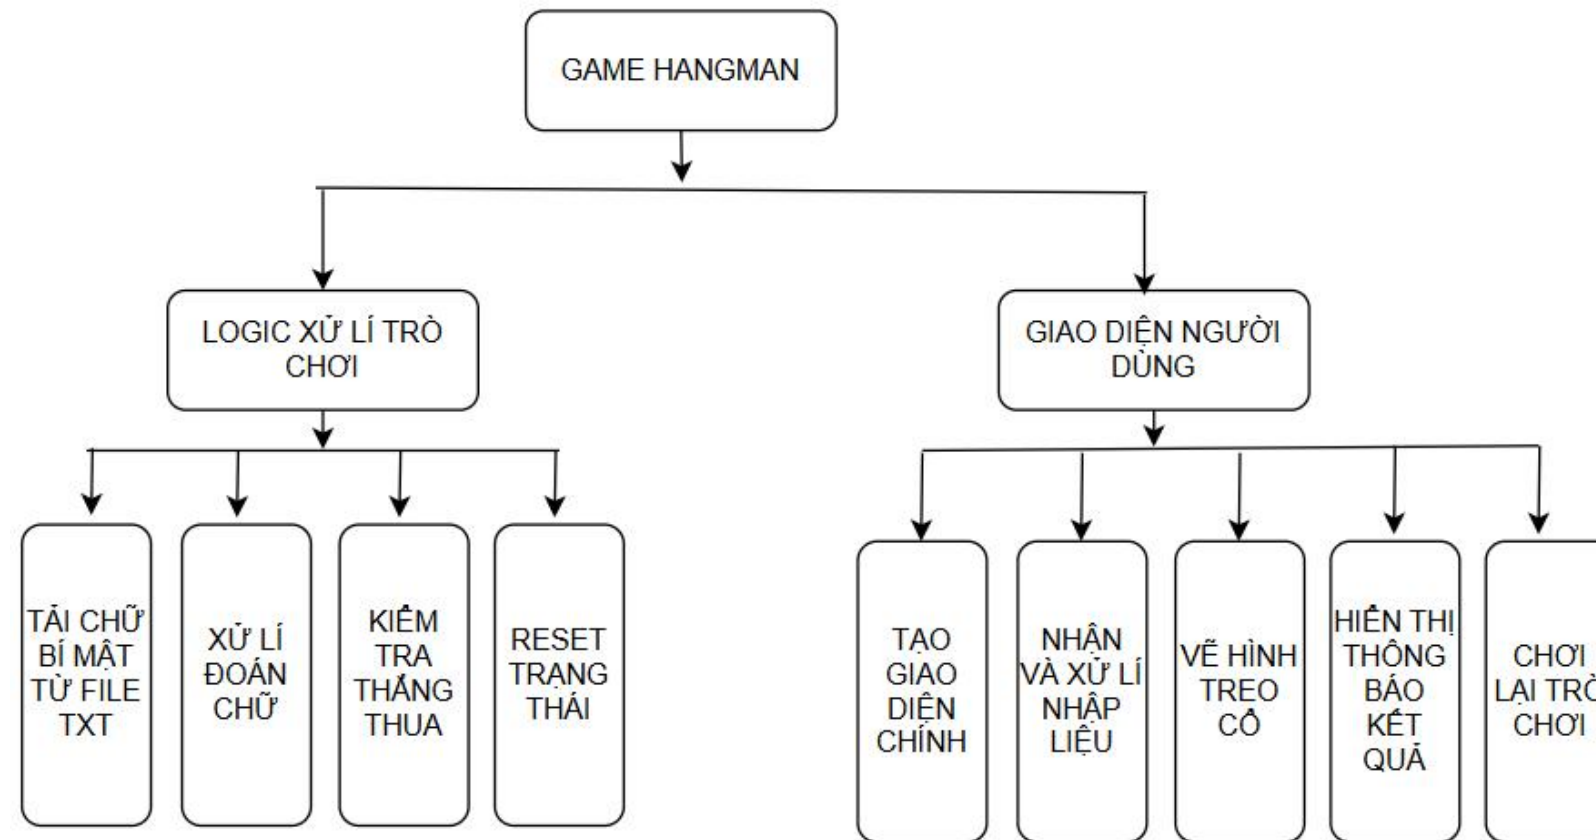 GAME HANGMAN
LOGIC XỬ LÍ TRÒ
CHƠI
GIAO DIỆN NGƯỜI
DÙNG
TẢI CHỮ
BÍ MẬT
TỪ FILE
TXT
XỬ LÍ
ĐOÁN
CHỮ
KIỂM
TRA
THẮNG
THUA
RESET
TRẠNG
THÁI
TẠO
GIAO
DIỆN
CHÍNH
NHẬN
VÀ XỬ LÍ
NHẬP
LIỆU
VẼ HÌNH
TREO
CỔ
HIỂN THỊ
THÔNG
BÁO
KẾT
QUẢ
CHƠI
LẠI TRÒ
CHƠI